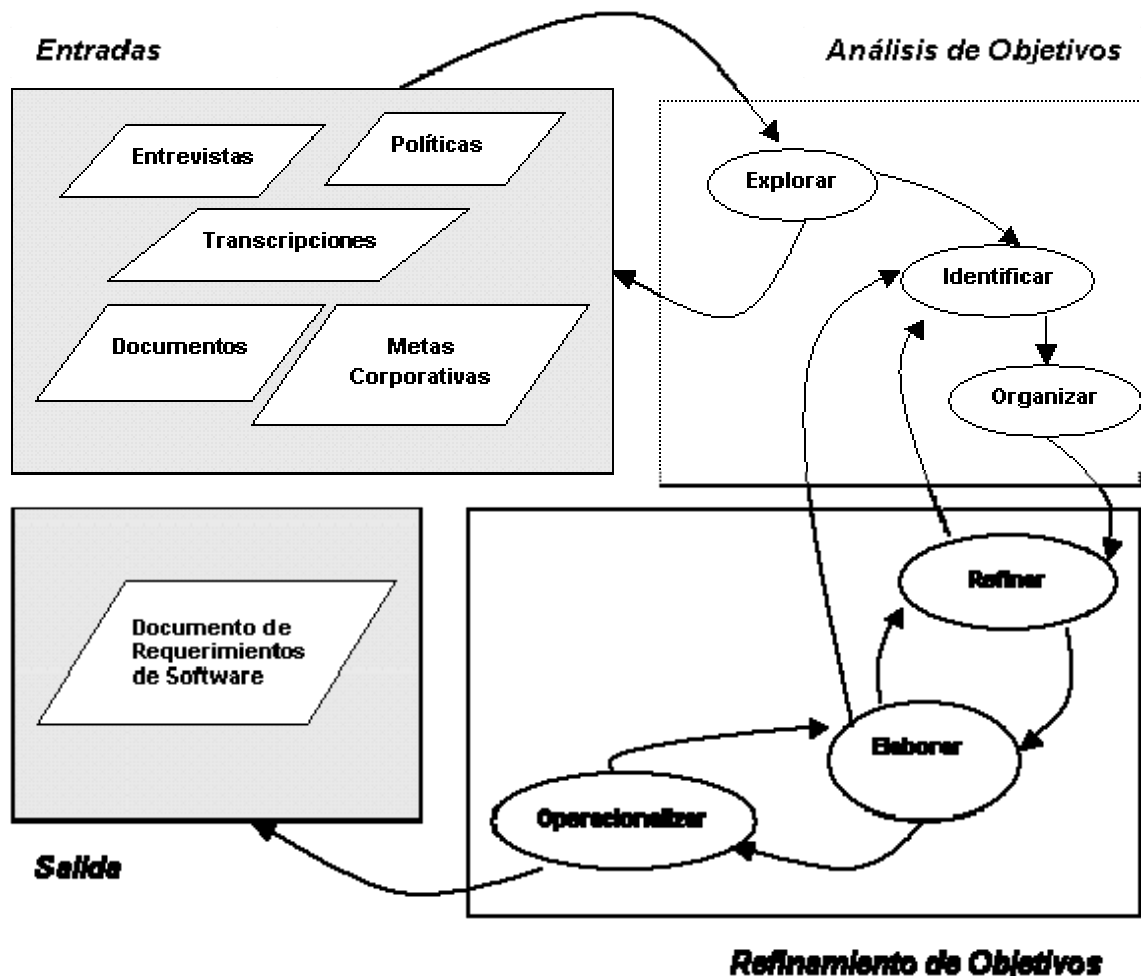 Entradas
Análisis de Objetivos
Entrevistas
Políticas
Transcripciones
Documentos
Metas
Corporativas
Explorar
Identificar
Organizar
Documento de
Requerimientos
de Software
Salida
Refinar
Elaborar
Operacionalizar
Refinamiento de Objetivos